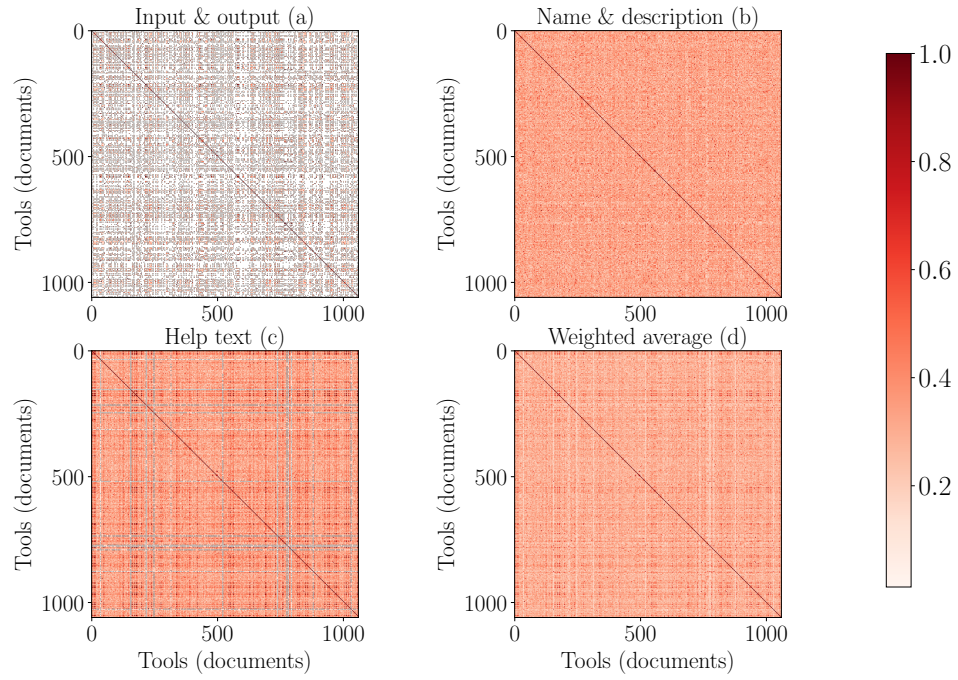 Input & output (a)
Name & description (b)
0
500
1000
0
500
1000
Tools (documents)
0
500
1000
0
500
1000
Tools (documents)
Help text (c)
Weighted average (d)
0
500
1000
0
500
1000
Tools (documents)
Tools (documents)
0
500
1000
0
500
1000
Tools (documents)
Tools (documents)
1.0
0.8
0.6
0.4
0.2